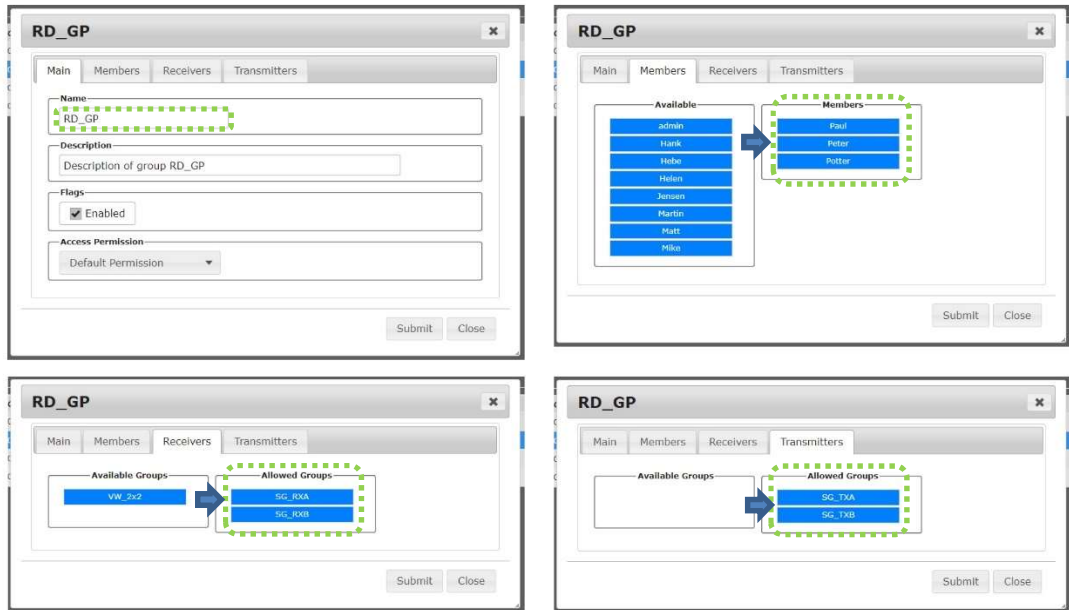 RD_GP
Main Members Receivers Transmitters
Name
RD_GP
Description
Description of group RD_GP
Flags
Enabled
Access Permission
Default Permission
Submit Close
RD_GP
Main Members Receivers Transmitters
Available
admin
Hank
Hebe
Helen
Jensen
Martin
Matt
Mike
Members
Paul
Peter
Potter
Submit Close
RD_GP
Main Members Receivers Transmitters
Available Groups
VW_2x2
Allowed Groups
SG_RXA
SG_RXB
Submit Close
RD_GP
Main Members Receivers Transmitters
Available Groups
Allowed Groups
SG_TXA
SG_TXB
Submit Close